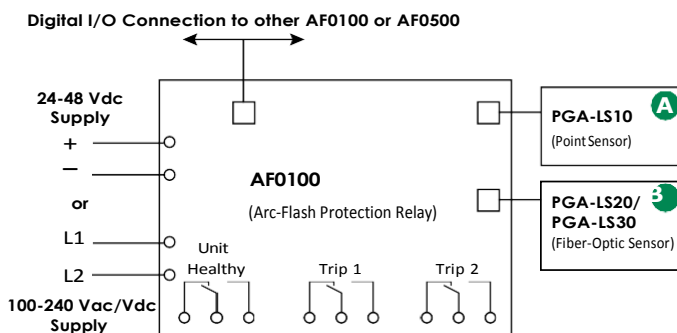 Digital I/O Connection to other AF0100 or AF0500
24-48 Vdc
Supply
+
–
or
L1
L2
100-240 Vac/Vdc
Supply
AF0100
(Arc-Flash Protection Relay)
Unit
Healthy
Trip 1
Trip 2
PGA-LS10
(Point Sensor)
A
PGA-LS20/
PGA-LS30
(Fiber-Optic Sensor)
B